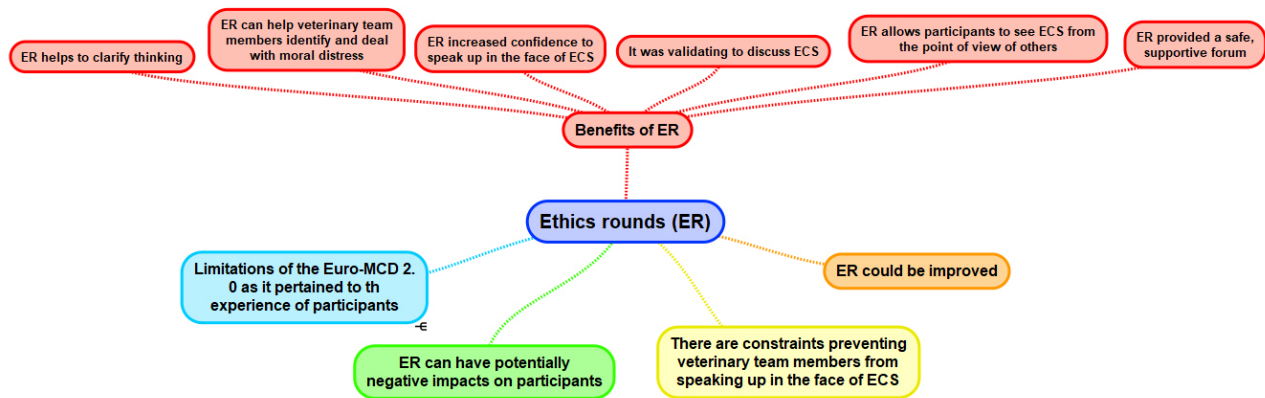 ER helps to clarify thinking
ER can help veterinary team
members identify and deal
with moral distress
ER increased confidence to
speak up in the face of ECS
It was validating to discuss ECS
ER allows participants to see ECS from
the point of view of others
ER provided a safe,
supportive forum
Benefits of ER
Ethics rounds (ER)
Limitations of the Euro-MCD 2.
0 as it pertained to th
experience of participants
ER can have potentially
negative impacts on participants
There are constraints preventing
veterinary team members from
speaking up in the face of ECS
ER could be improved